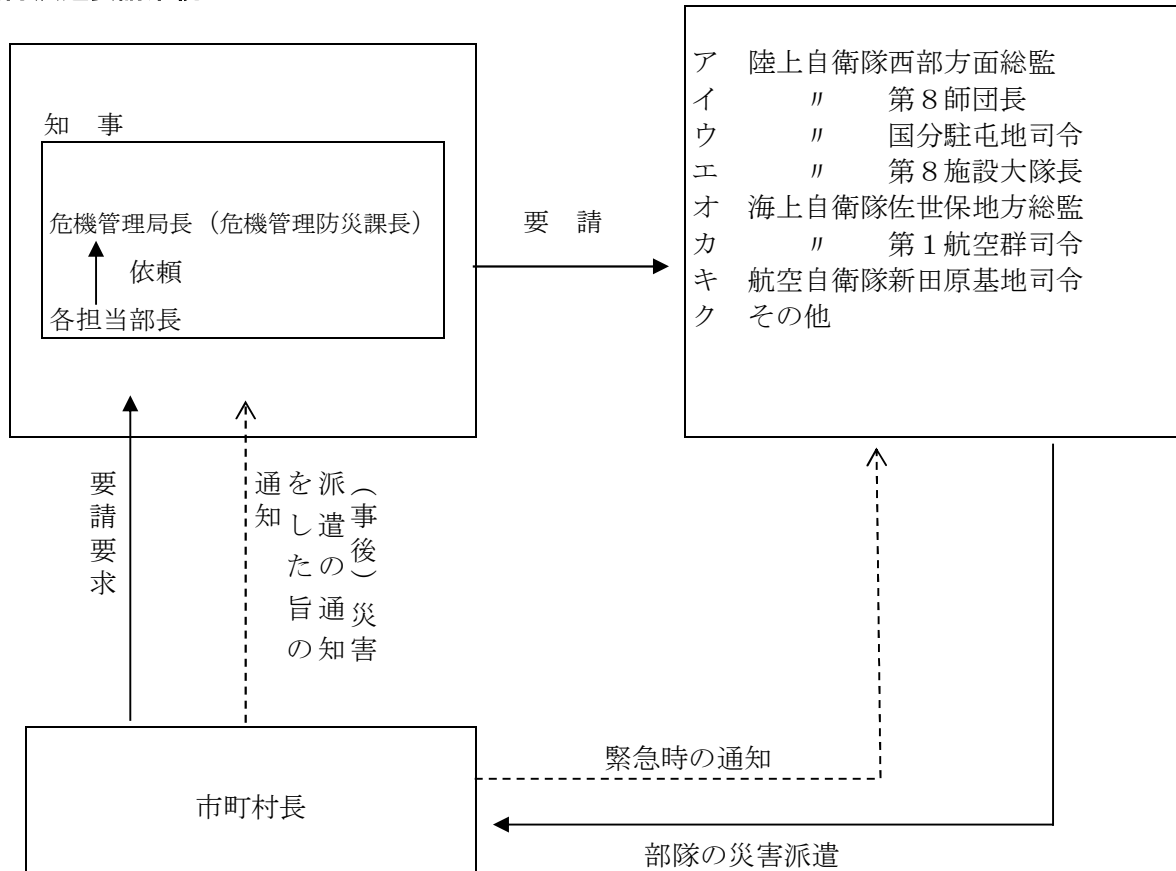 知　事
危機管理局長（危機管理防災課長）
依頼
各担当部長
要　請
ア　陸上自衛隊西部方面総監
イ　　　〃　　　第８師団長
ウ　　　〃　　　国分駐屯地司令
エ　　　〃　　　第８施設大隊長
オ　海上自衛隊佐世保地方総監
カ　　　〃　　　第１航空群司令
キ　航空自衛隊新田原基地司令
ク　その他
要請要求
（事後）災害
派遣の通知
をした旨の
通知
緊急時の通知
市町村長
部隊の災害派遣